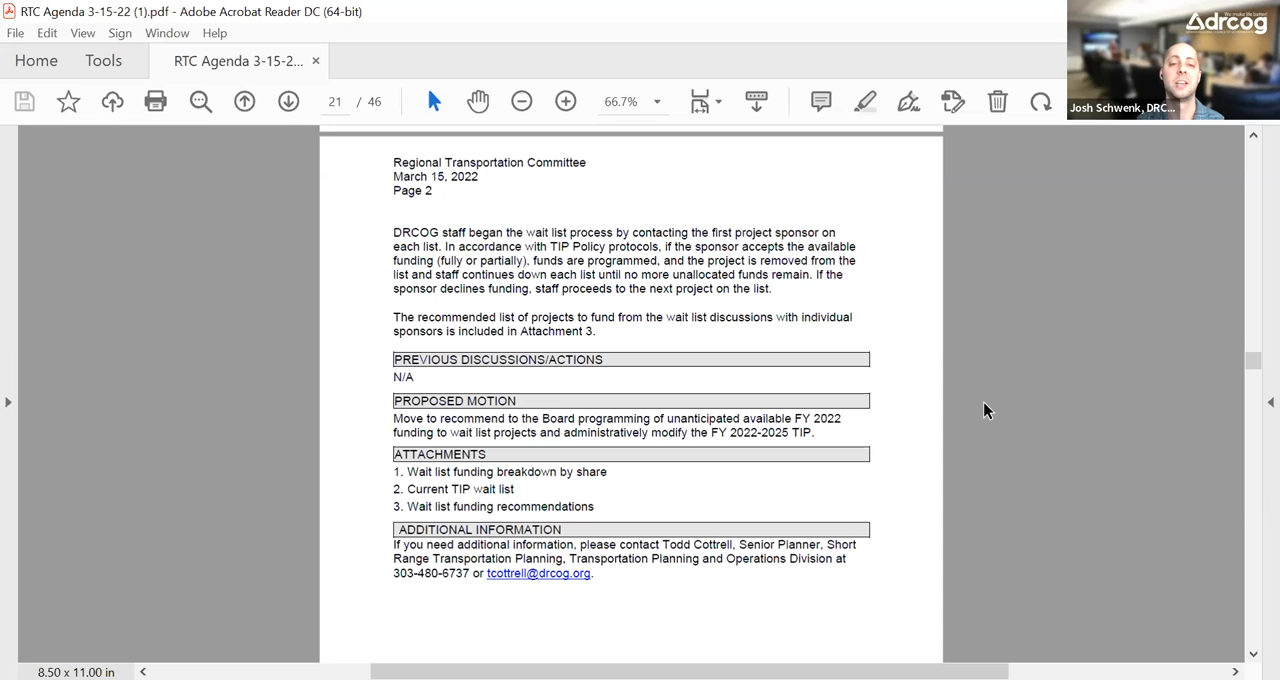 RTC Agenda 3-15-22 (1).pdf - Adobe Acrobat Reader DC (64-bit)
File Edit View Sign Window Help
Home Tools RTC Agenda 3-15-2... ×
21 / 46 66.7%
We make life better!
drcog
Josh Schwenk, DRC...
Regional Transportation Committee
March 15, 2022
Page 2
DRCOG staff began the wait list process by contacting the first project sponsor on
each list. In accordance with TIP Policy protocols, if the sponsor accepts the available
funding (fully or partially), funds are programmed, and the project is removed from the
list and staff continues down each list until no more unallocated funds remain. If the
sponsor declines funding, staff proceeds to the next project on the list.
The recommended list of projects to fund from the wait list discussions with individual
sponsors is included in Attachment 3.
PREVIOUS DISCUSSIONS/ACTIONS
N/A
PROPOSED MOTION
Move to recommend to the Board programming of unanticipated available FY 2022
funding to wait list projects and administratively modify the FY 2022-2025 TIP.
ATTACHMENTS
1. Wait list funding breakdown by share
2. Current TIP wait list
3. Wait list funding recommendations
ADDITIONAL INFORMATION
If you need additional information, please contact Todd Cottrell, Senior Planner, Short
Range Transportation Planning, Transportation Planning and Operations Division at
303-480-6737 or tcottrell@drcog.org.
8.50 x 11.00 in